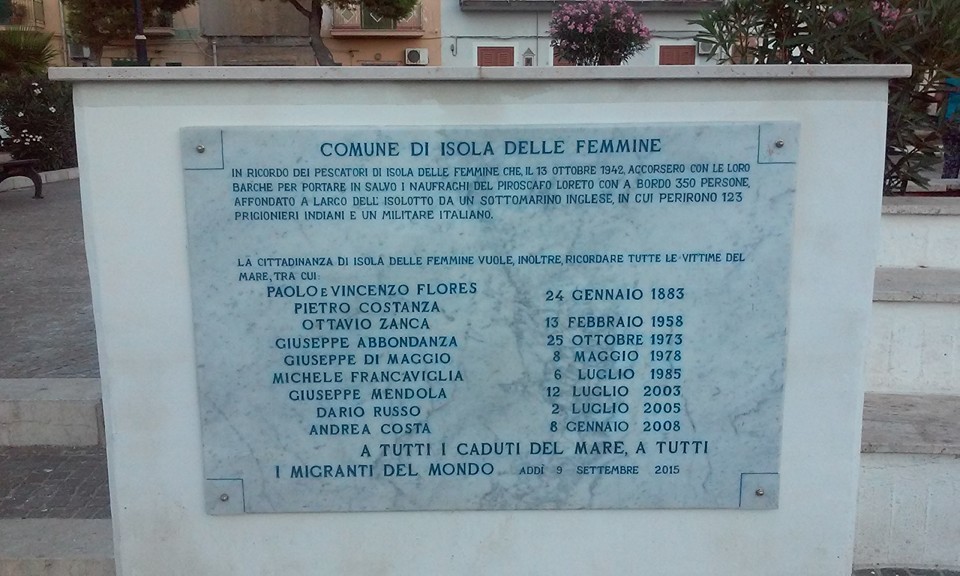 COMUNE DI ISOLA DELLE FEMMINE
IN RICORDO DEI PESCATORI DI ISOLA DELLE FEMMINE CHE, IL 13 OTTOBRE 1942, ACCORSERO CON LE LORO
BARCHE PER PORTARE IN SALVO I NAUFRAGHI DEL PIROSCAFO LORETO CON A BORDO 350 PERSONE,
AFFONDATO A LARGO DELL' ISOLOTTO DA UN SOTTOMARINO INGLESE, IN CUI PERIRONO 123
PRIGIONIERI INDIANI E UN MILITARE ITALIANO.
LA CITTADINANZA DI ISOLA DELLE FEMMINE VUOLE, INOLTRE, RICORDARE TUTTE LE VITTIME DEL
MARE, TRA CUI:
PAOLO E VINCENZO FLORES 24 GENNAIO 1883
PIETRO COSTANZA
OTTAVIO ZANCA 13 FEBBRAIO 1958
GIUSEPPE ABBONDANZA 25 OTTOBRE 1973
GIUSEPPE DI MAGGIO 8 MAGGIO 1978
MICHELE FRANCAVIGLIA 6 LUGLIO 1985
GIUSEPPE MENDOLA 12 LUGLIO 2003
DARIO RUSSO 2 LUGLIO 2005
ANDREA COSTA 8 GENNAIO 2008
A TUTTI I CADUTI DEL MARE, A TUTTI
I MIGRANTI DEL MONDO ADDÌ 9 SETTEMBRE 2015